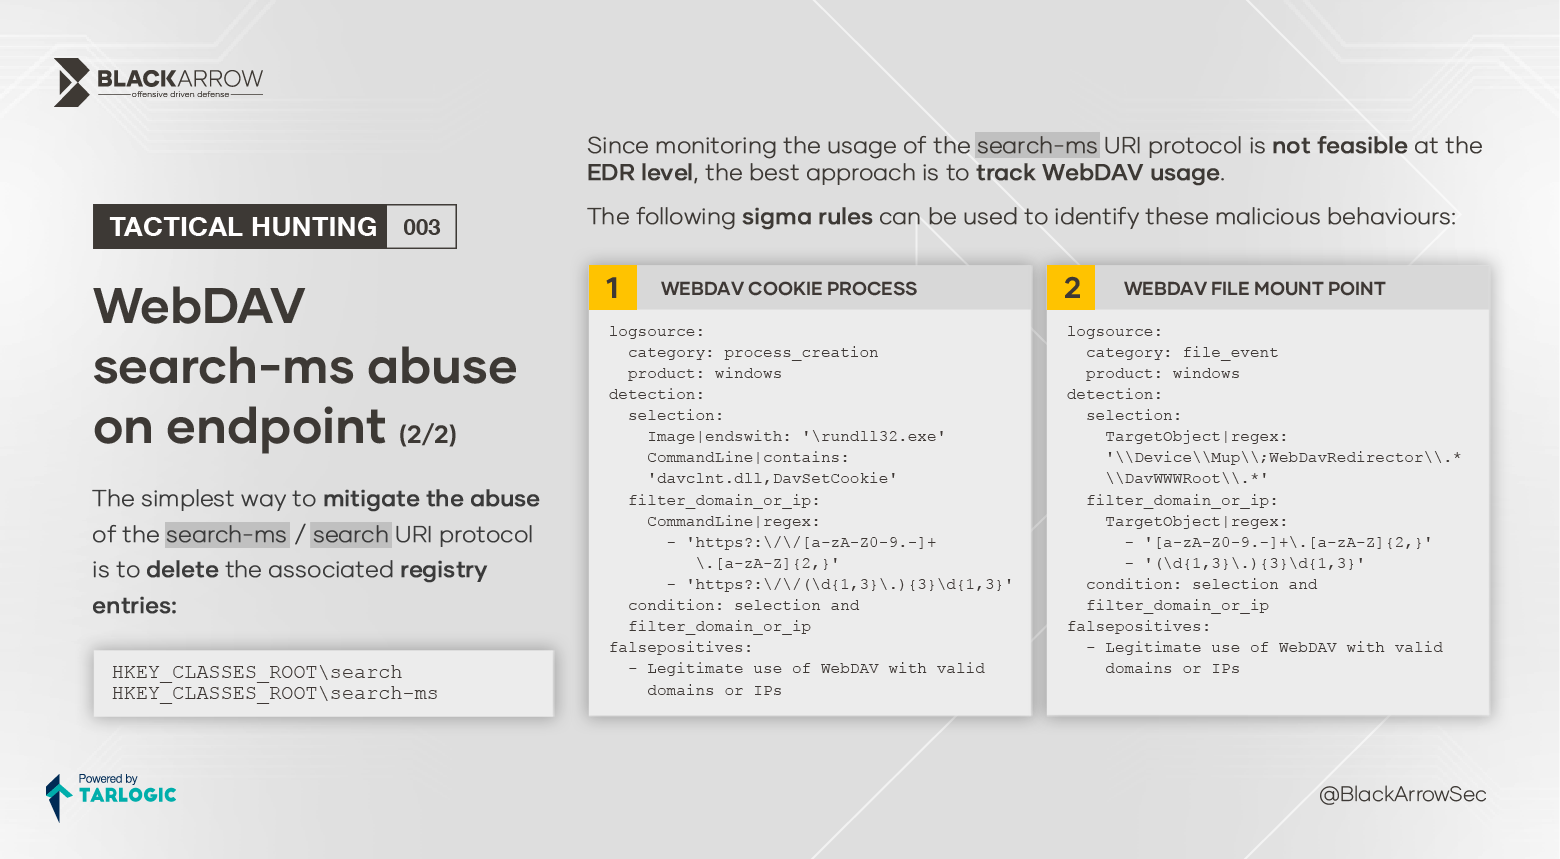 BLACKARROW
offensive driven defense
TACTICAL HUNTING 003
WebDAV
search-ms abuse
on endpoint (2/2)
The simplest way to mitigate the abuse
of the search-ms / search URI protocol
is to delete the associated registry
entries:
HKEY_CLASSES_ROOT\search
HKEY_CLASSES_ROOT\search-ms
Since monitoring the usage of the search-ms URI protocol is not feasible at the
EDR level, the best approach is to track WebDAV usage.
The following sigma rules can be used to identify these malicious behaviours:
1 WEBDAV COOKIE PROCESS
logsource:
  category: process_creation
  product: windows
detection:
  selection:
    Image|endswith: '\rundll32.exe'
    CommandLine|contains:
    'davclnt.dll,DavSetCookie'
  filter_domain_or_ip:
    CommandLine|regex:
      - 'https?:\/\/[a-zA-Z0-9.-]+
         \.[a-zA-Z]{2,}'
      - 'https?:\/\/(\d{1,3}\.){3}\d{1,3}'
  condition: selection and
  filter_domain_or_ip
falsepositives:
  - Legitimate use of WebDAV with valid
    domains or IPs
2 WEBDAV FILE MOUNT POINT
logsource:
  category: file_event
  product: windows
detection:
  selection:
    TargetObject|regex:
    '\\Device\\Mup\\;WebDavRedirector\\.*
    \\DavWWWRoot\\.*'
  filter_domain_or_ip:
    TargetObject|regex:
      - '[a-zA-Z0-9.-]+\.[a-zA-Z]{2,}'
      - '(\d{1,3}\.){3}\d{1,3}'
  condition: selection and
  filter_domain_or_ip
falsepositives:
  - Legitimate use of WebDAV with valid
    domains or IPs
Powered by
TARLOGIC
@BlackArrowSec